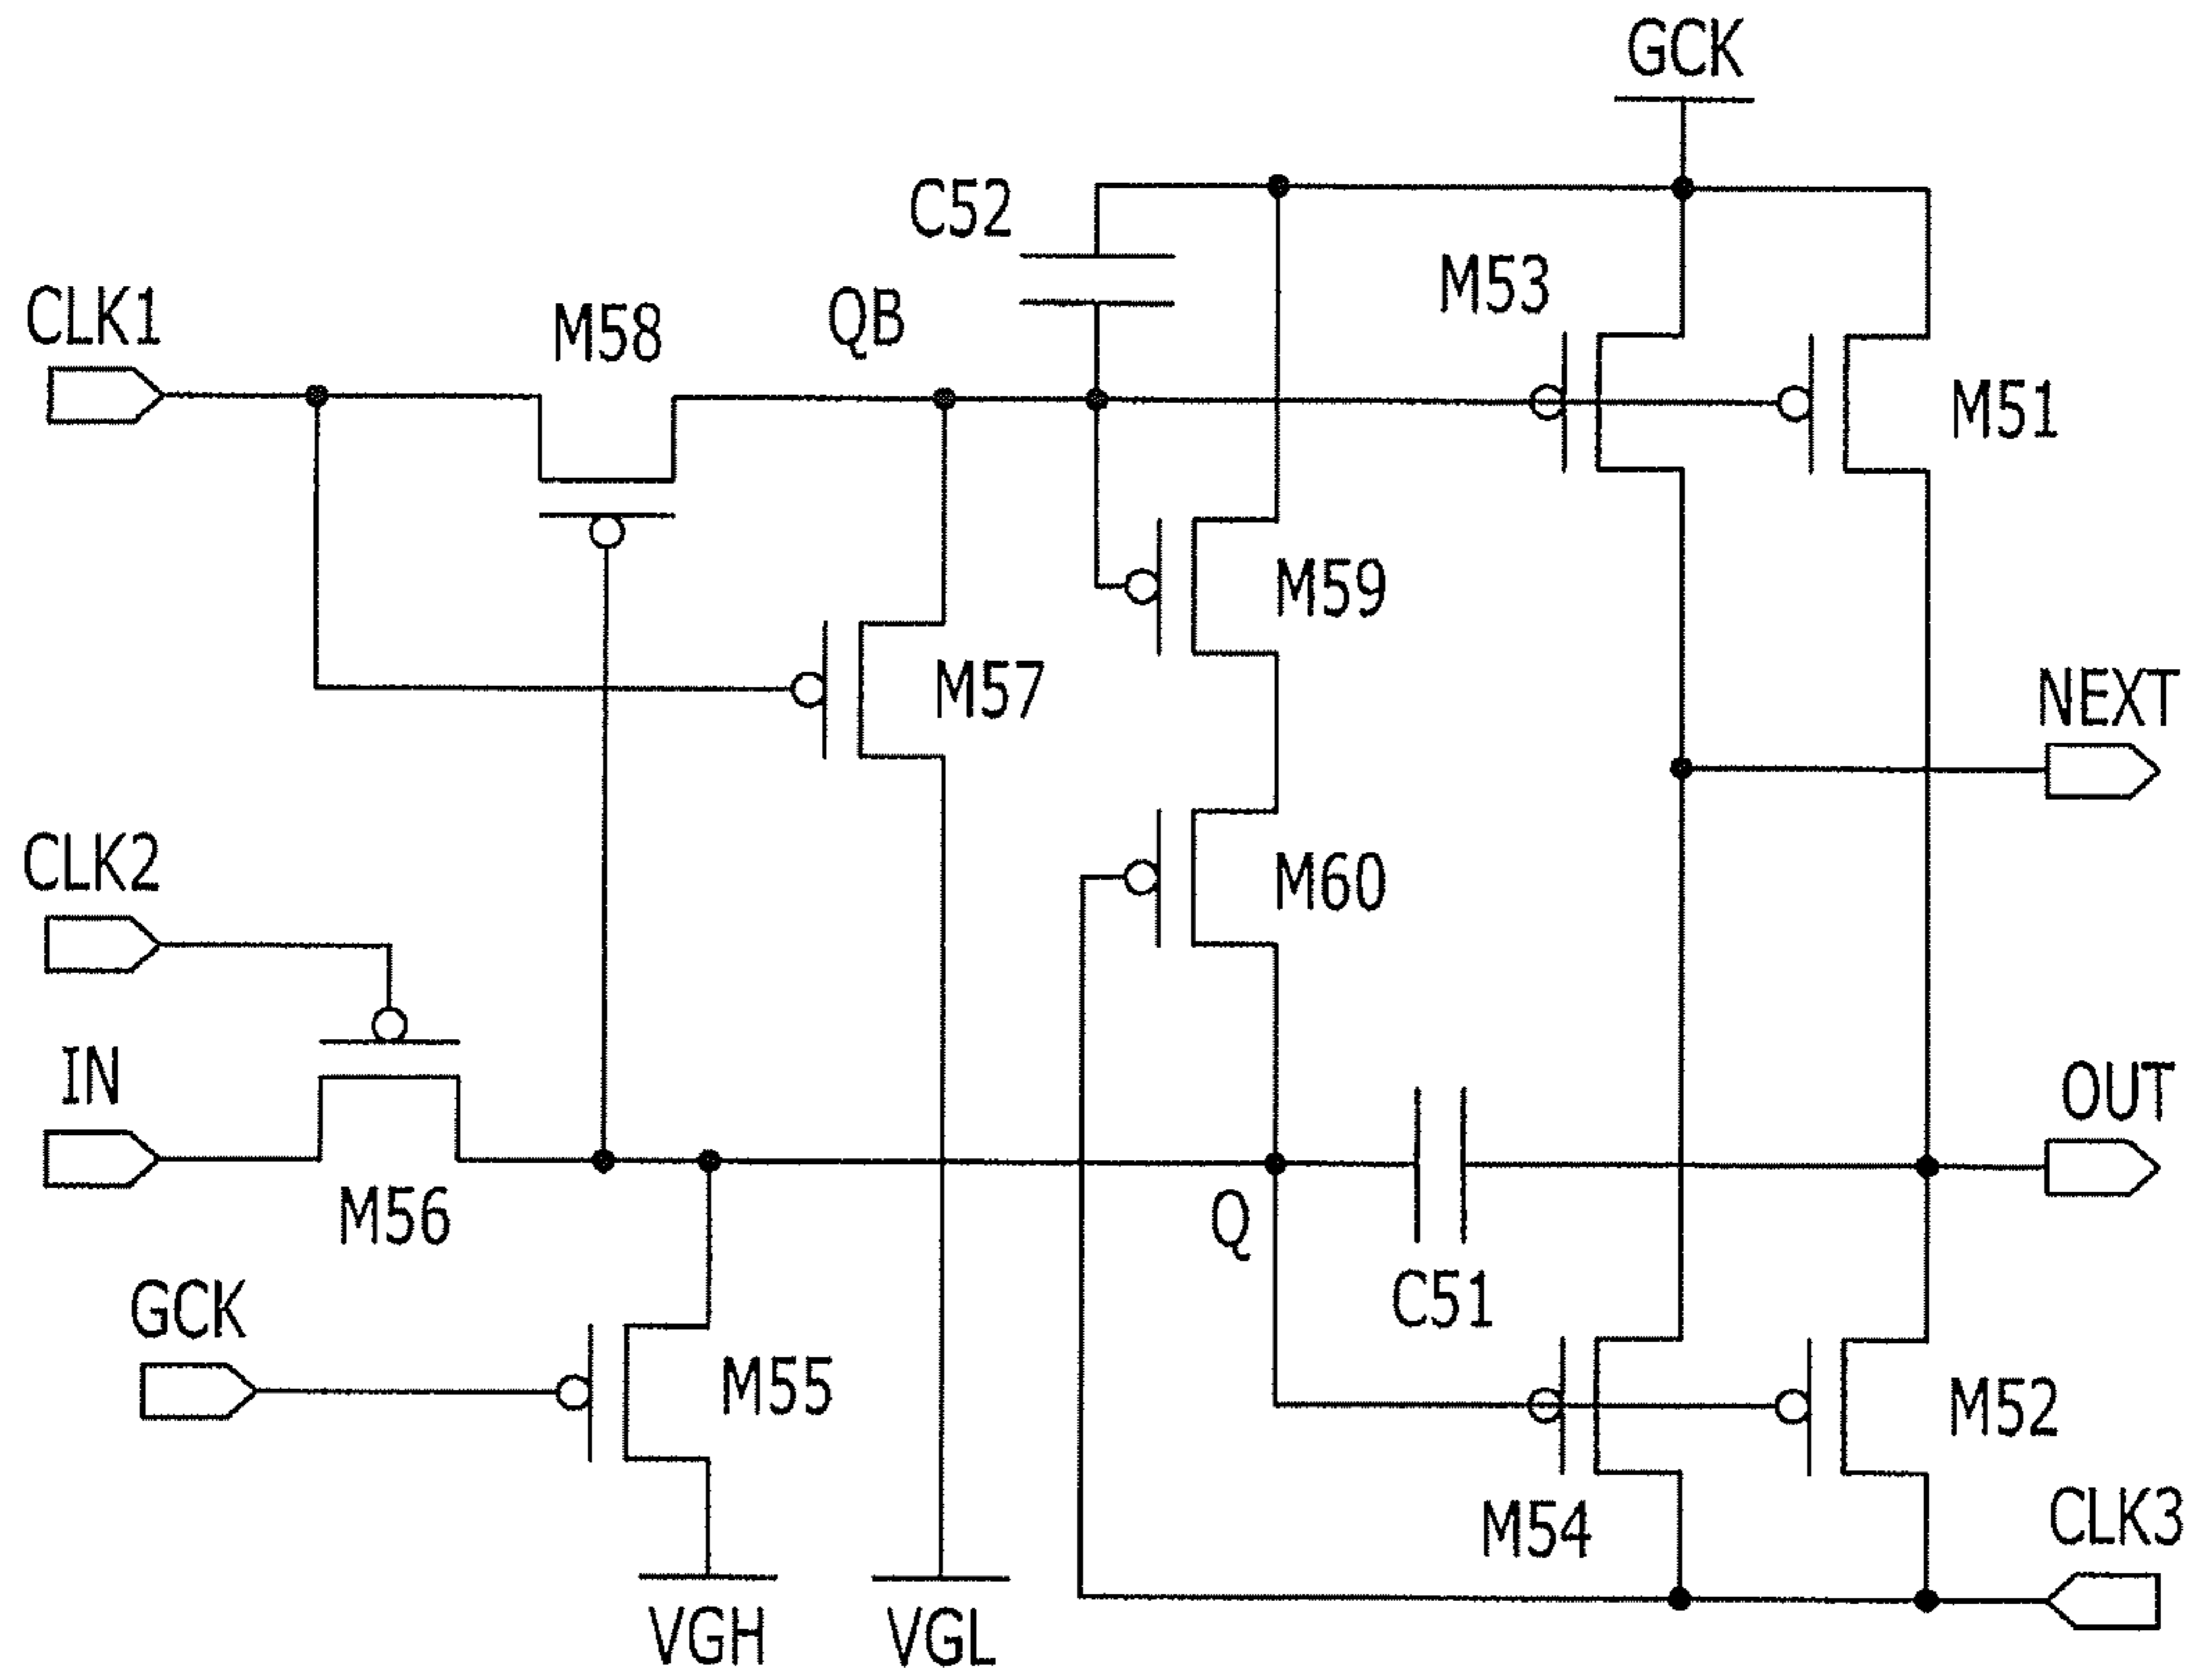 GCK
C52
M53
CLK1
M58
QB
M51
M59
M57
NEXT
CLK2
M60
IN
OUT
M56
Q
C51
GCK
M55
M52
M54
CLK3
VGH
VGL